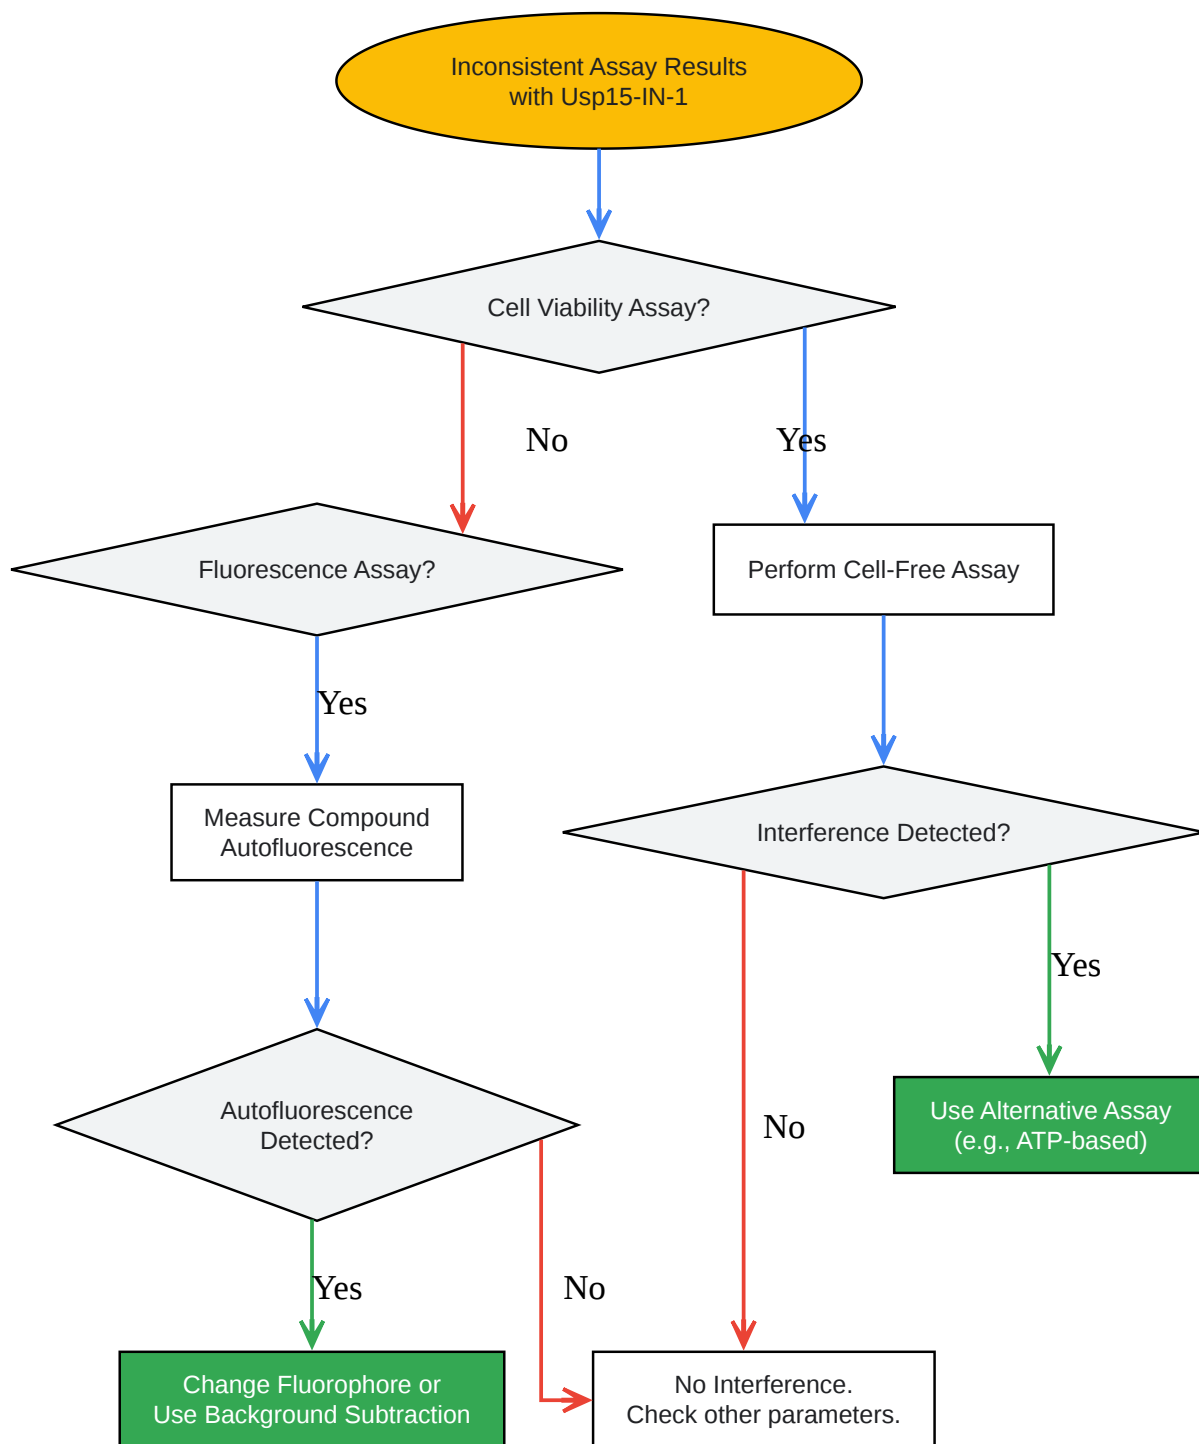 Inconsistent Assay Results
with Usp15-IN-1
Cell Viability Assay?
No
Yes
Fluorescence Assay?
Perform Cell-Free Assay
Yes
Measure Compound
Autofluorescence
Interference Detected?
Yes
Autofluorescence
Detected?
No
Use Alternative Assay
(e.g., ATP-based)
Yes
No
Change Fluorophore or
Use Background Subtraction
No Interference.
Check other parameters.